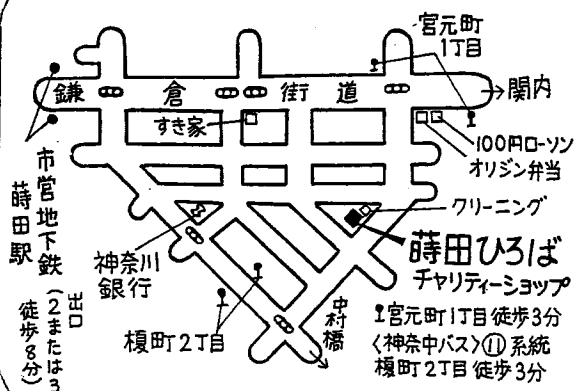 宮元町
1丁目
鎌倉街道
→関内
すき家
100円ローソン
オリジン弁当
市営地下鉄
蒔田駅
出口
(2または3
徒歩8分)
クリーニング
神奈川
銀行
蒔田ひろば
チャリティーショップ
榎町2丁目
中村橋
宮元町1丁目徒歩3分
〈神奈中バス〉⑪系統
榎町2丁目徒歩3分